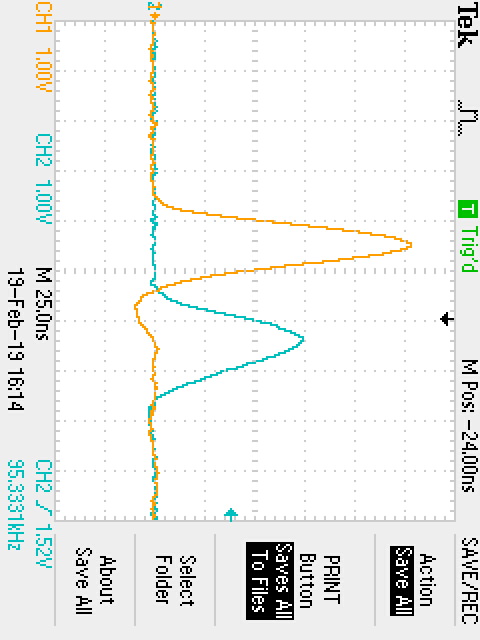 Tek
T Trig'd
M Pos: -24.00ns
SAVE/REC
Action
Save All
PRINT
Button
Saves All
To Files
Select
Folder
About
Save All
CH1 1.00V
CH2 1.00V
M 25.0ns
CH2 / 1.52V
19-Feb-19 16:14
95.3331kHz